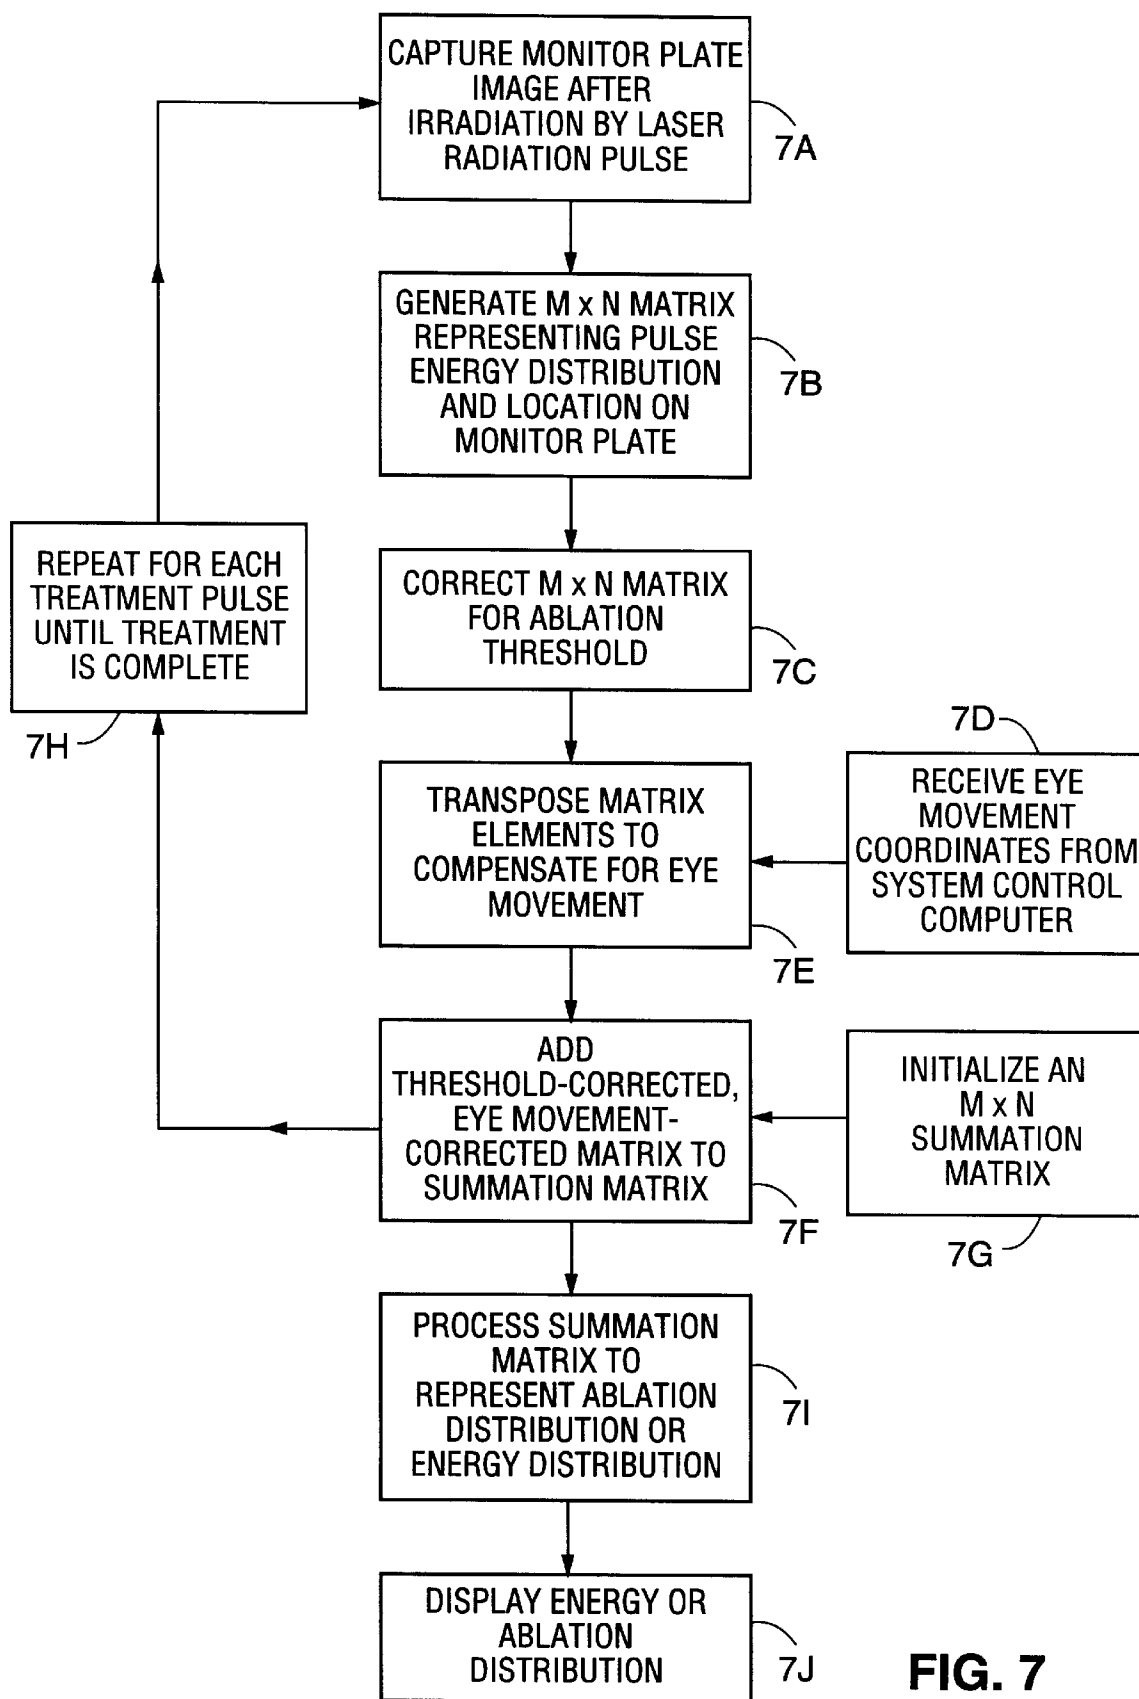 CAPTURE MONITOR PLATE
IMAGE AFTER
IRRADIATION BY LASER
RADIATION PULSE
7A
GENERATE M x N MATRIX
REPRESENTING PULSE
ENERGY DISTRIBUTION
AND LOCATION ON
MONITOR PLATE
7B
REPEAT FOR EACH
TREATMENT PULSE
UNTIL TREATMENT
IS COMPLETE
7H
CORRECT M x N MATRIX
FOR ABLATION
THRESHOLD
7C
7D
RECEIVE EYE
MOVEMENT
COORDINATES FROM
SYSTEM CONTROL
COMPUTER
TRANSPOSE MATRIX
ELEMENTS TO
COMPENSATE FOR EYE
MOVEMENT
7E
ADD
THRESHOLD-CORRECTED,
EYE MOVEMENT-
CORRECTED MATRIX TO
SUMMATION MATRIX
7F
INITIALIZE AN
M x N
SUMMATION
MATRIX
7G
PROCESS SUMMATION
MATRIX TO
REPRESENT ABLATION
DISTRIBUTION OR
ENERGY DISTRIBUTION
7I
DISPLAY ENERGY OR
ABLATION
DISTRIBUTION
7J
FIG. 7